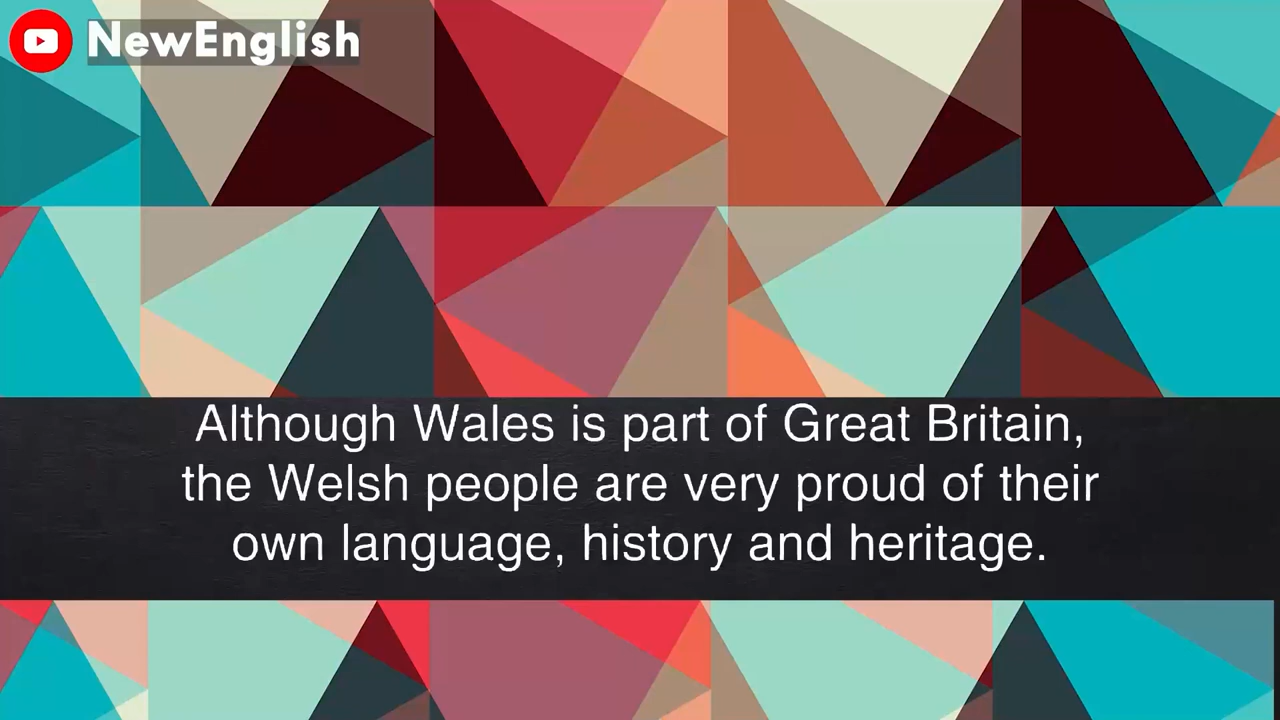 NewEnglish
Although Wales is part of Great Britain,
the Welsh people are very proud of their
own language, history and heritage.